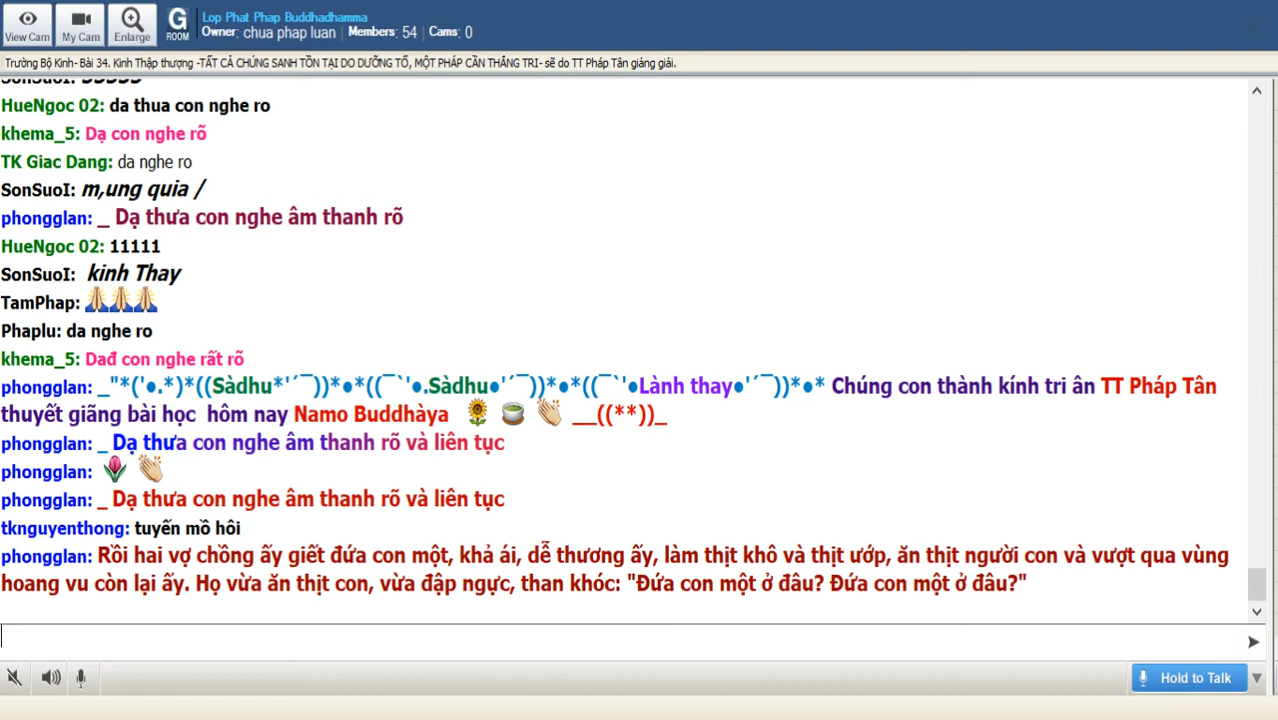 View Cam
My Cam
Enlarge
G
ROOM
Lop Phat Phap Buddhadhamma
Owner: chua phap luan | Members: 54 | Cams: 0
Trường Bộ Kinh- Bài 34. Kinh Thập thượng -TẤT CẢ CHÚNG SANH TỒN TẠI DO DƯỠNG TỐ, MỘT PHÁP CẦN THẮNG TRI- sẽ do TT Pháp Tân giảng giải.
SonSuoI: 55555
HueNgoc 02: da thua con nghe ro
khema_5: Dạ con nghe rõ
TK Giac Dang: da nghe ro
SonSuoI: m,ung quia /
phongglan: _ Dạ thưa con nghe âm thanh rõ
HueNgoc 02: 11111
SonSuoI: kinh Thay
TamPhap: 🙏🙏🙏
Phaplu: da nghe ro
khema_5: Dađ con nghe rất rõ
phongglan: _"*('●.*)*((Sàdhu*'´¯))*●*((¯`'●.Sàdhu●'´¯))*●*((¯`'●Lành thay●'´¯))*●* Chúng con thành kính tri ân TT Pháp Tân
thuyết giãng bài học hôm nay Namo Buddhàya 🌻 🍵 👏 __((**))_
phongglan: _ Dạ thưa con nghe âm thanh rõ và liên tục
phongglan: 🌷 👏
phongglan: _ Dạ thưa con nghe âm thanh rõ và liên tục
tknguyenthong: tuyến mồ hôi
phongglan: Rồi hai vợ chồng ấy giết đứa con một, khả ái, dễ thương ấy, làm thịt khô và thịt ướp, ăn thịt người con và vượt qua vùng
hoang vu còn lại ấy. Họ vừa ăn thịt con, vừa đập ngực, than khóc: "Đứa con một ở đâu? Đứa con một ở đâu?"
Hold to Talk